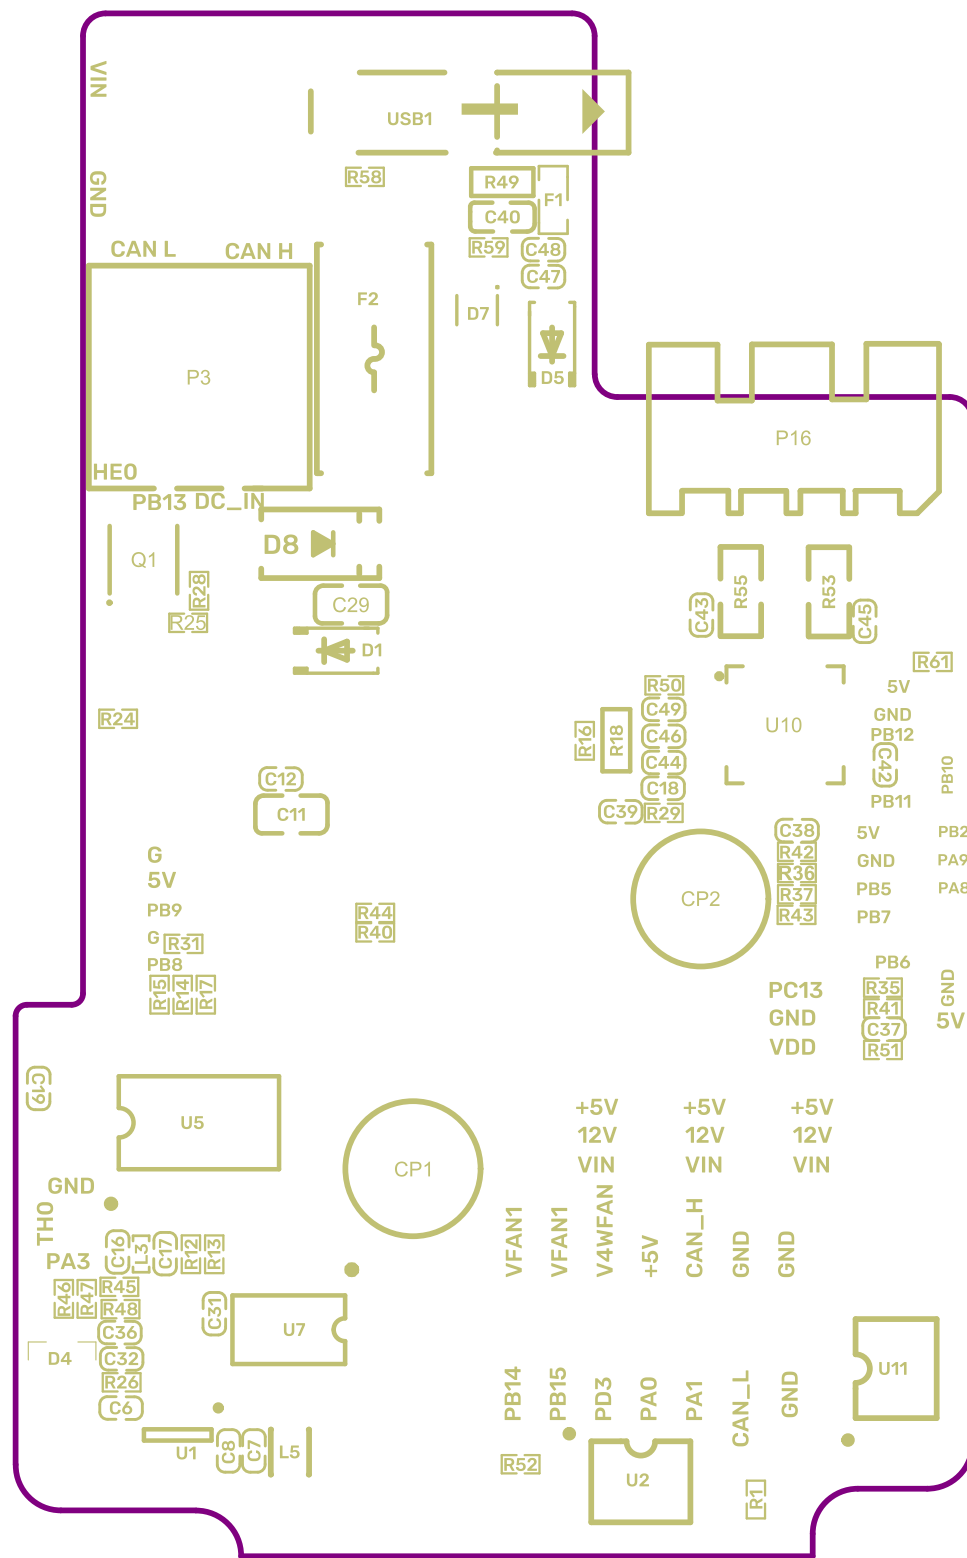 VIN
USB1
GND
R58
R49
F1
C40
CAN L
CAN H
R59
C48
C47
F2
D7
P3
D5
P16
HE0
PB13
DC_IN
D8
Q1
R28
C29
R25
D1
R55
R53
C43
C45
R61
R24
R50
5V
C49
GND
R16
R18
C46
U10
PB12
C44
C42
PB10
C12
C18
PB11
C11
C39
R29
C38
5V
PB2
G
R42
GND
PA9
5V
R36
R37
PB5
PA8
PB9
R44
CP2
R43
PB7
G
R31
R40
PB8
PB6
R15
R14
R17
PC13
R35
GND
GND
R41
5V
VDD
C37
R51
C19
+5V
+5V
+5V
U5
12V
12V
12V
CP1
VIN
VIN
VIN
GND
TH0
VFAN1
VFAN1
V4WFAN
+5V
CAN_H
GND
GND
PA3
C16
L3
C17
R12
R13
R46
R47
R45
R48
C31
C36
U7
D4
C32
U11
R26
PB14
PB15
PD3
PA0
PA1
CAN_L
GND
C6
U1
C8
C7
L5
R52
U2
R1